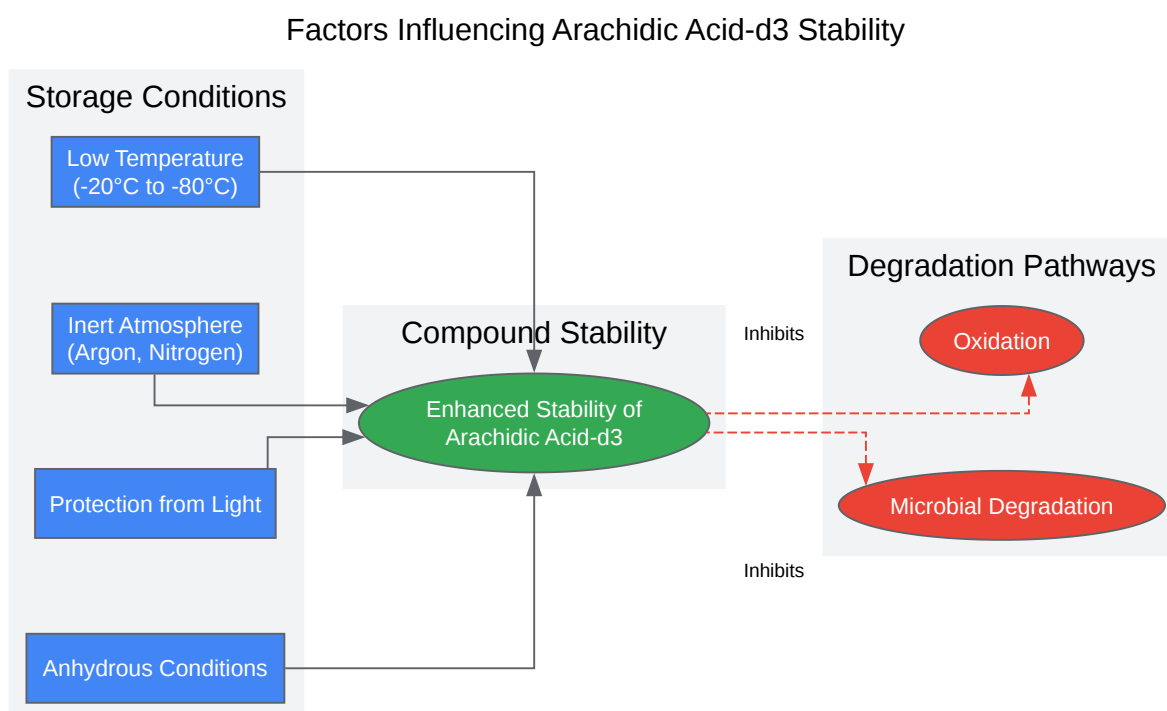 Factors Influencing Arachidic Acid-d3 Stability
Storage Conditions
Low Temperature
(-20°C to -80°C)
Inert Atmosphere
(Argon, Nitrogen)
Protection from Light
Anhydrous Conditions
Compound Stability
Enhanced Stability of
Arachidic Acid-d3
Inhibits
Inhibits
Degradation Pathways
Oxidation
Microbial Degradation